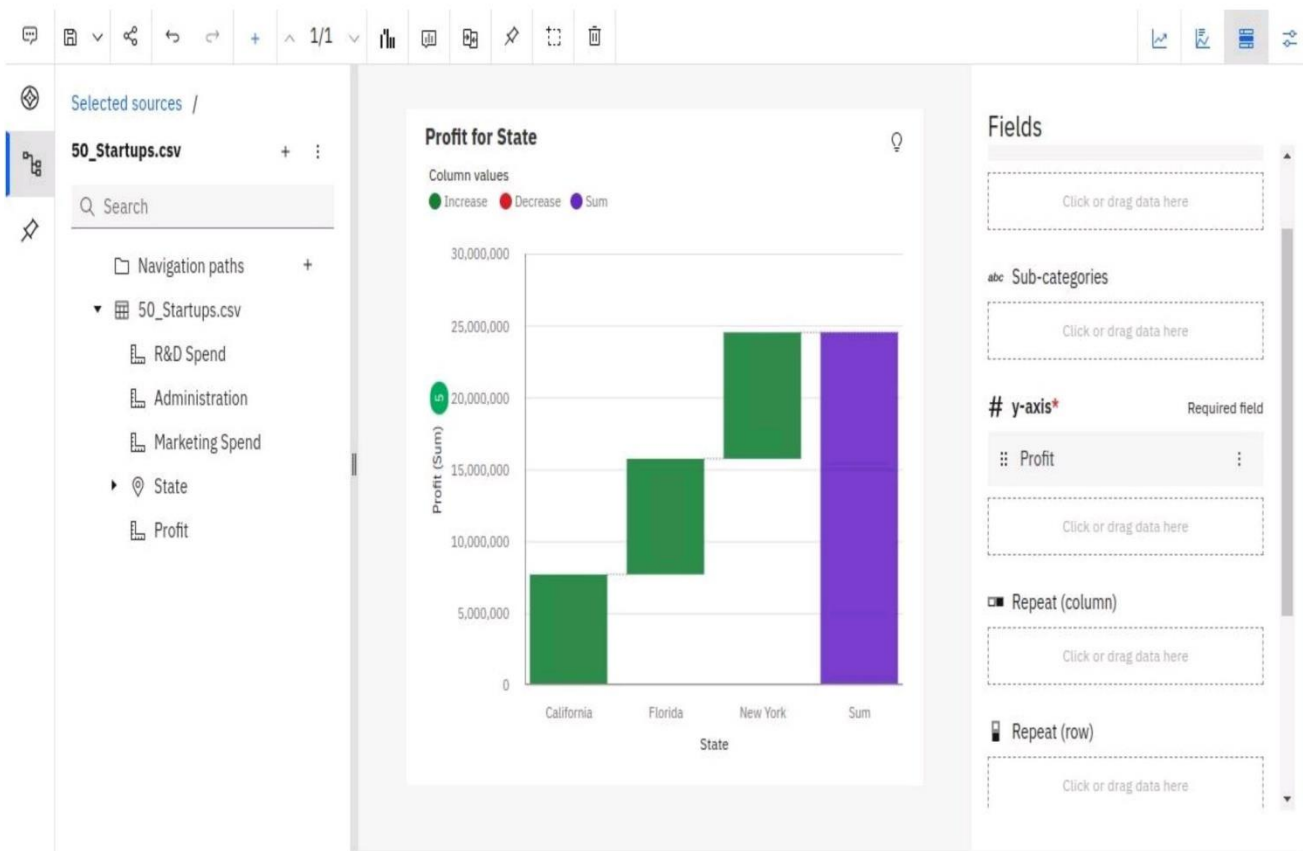 1/1
Selected sources /
50_Startups.csv
Search
Navigation paths
50_Startups.csv
R&D Spend
Administration
Marketing Spend
State
Profit
Profit for State
Column values
Increase Decrease Sum
30,000,000
25,000,000
20,000,000
15,000,000
10,000,000
5,000,000
0
Profit (Sum) 5
California Florida New York Sum
State
Fields
Click or drag data here
abc Sub-categories
Click or drag data here
# y-axis* Required field
Profit
Click or drag data here
Repeat (column)
Click or drag data here
Repeat (row)
Click or drag data here